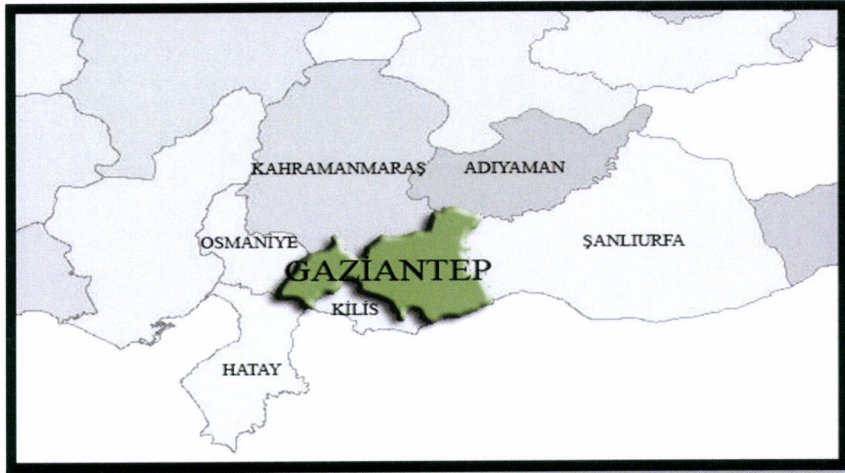 KAHRAMANMARAŞ
ADIYAMAN
OSMANİYE
ŞANLIURFA
GAZİANTEP
KİLİS
HATAY